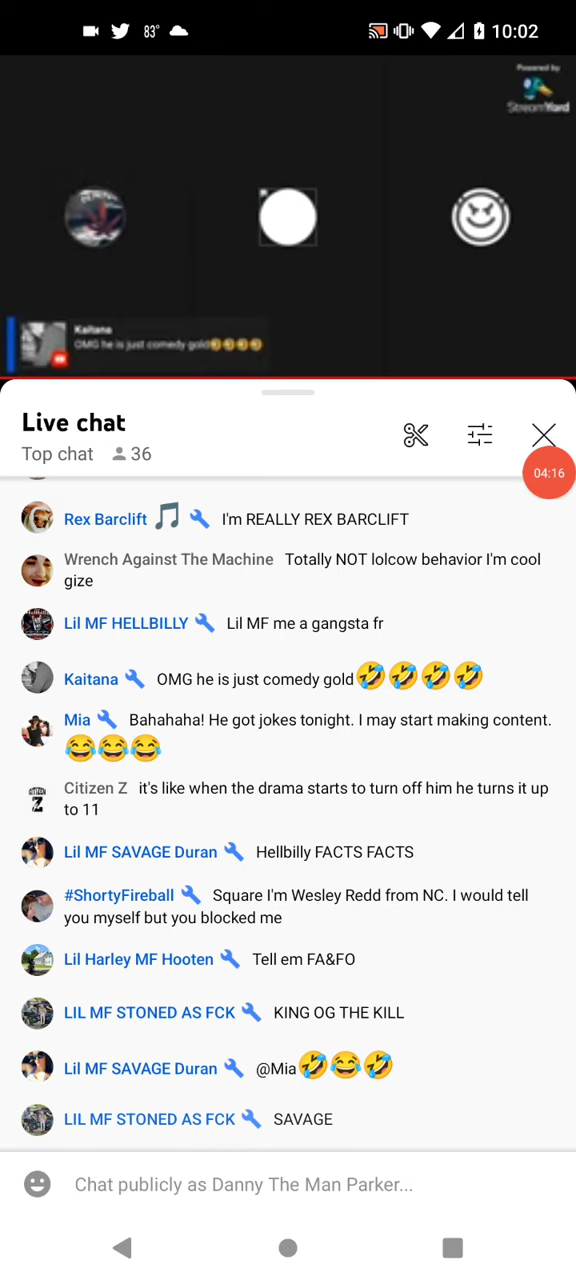 83° 10:02
Powered by
StreamYard
Kaitana
OMG he is just comedy gold🤣🤣🤣🤣
Live chat
Top chat 36
04:16
Rex Barclift 🎵 🔧 I'm REALLY REX BARCLIFT
Wrench Against The Machine Totally NOT lolcow behavior I'm cool
gize
Lil MF HELLBILLY 🔧 Lil MF me a gangsta fr
Kaitana 🔧 OMG he is just comedy gold🤣🤣🤣🤣
Mia 🔧 Bahahaha! He got jokes tonight. I may start making content.
😂😂😂
Citizen Z it's like when the drama starts to turn off him he turns it up
to 11
Lil MF SAVAGE Duran 🔧 Hellbilly FACTS FACTS
#ShortyFireball 🔧 Square I'm Wesley Redd from NC. I would tell
you myself but you blocked me
Lil Harley MF Hooten 🔧 Tell em FA&FO
LIL MF STONED AS FCK 🔧 KING OG THE KILL
Lil MF SAVAGE Duran 🔧 @Mia🤣😂🤣
LIL MF STONED AS FCK 🔧 SAVAGE
Chat publicly as Danny The Man Parker...